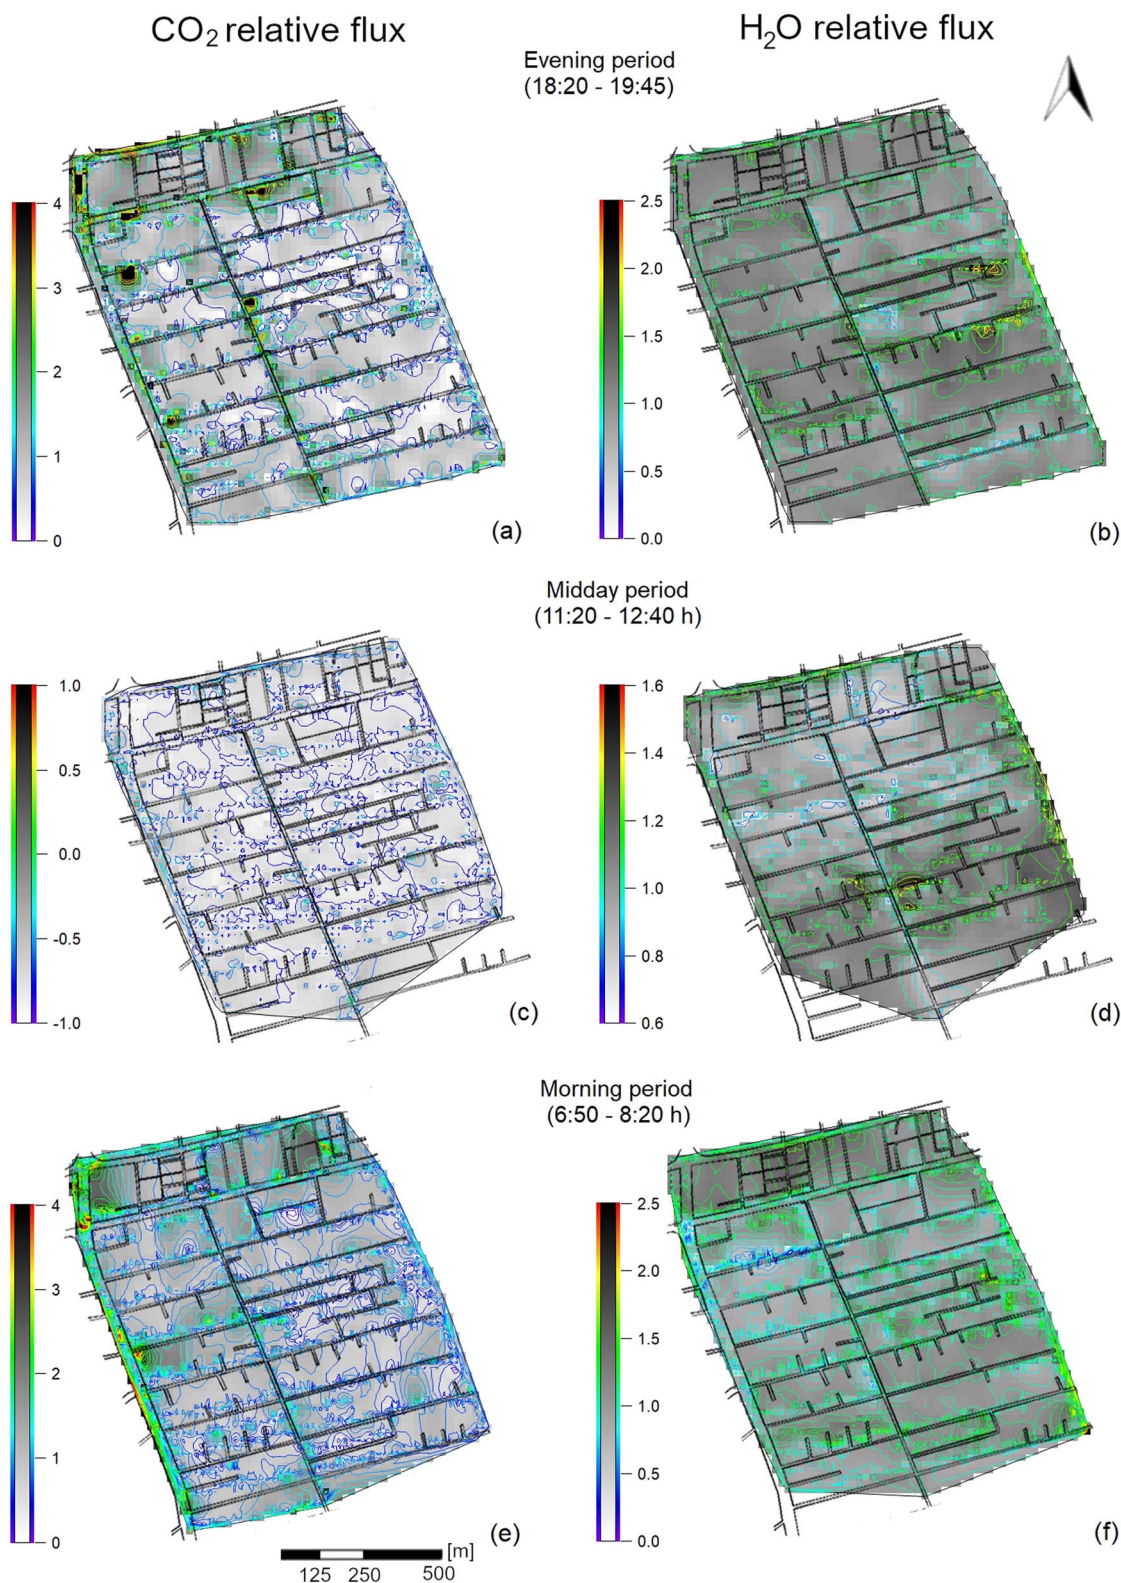 CO2 relative flux
H2O relative flux
Evening period
(18:20 - 19:45)
4
3
2
1
0
(a)
2.5
2.0
1.5
1.0
0.5
0.0
(b)
Midday period
(11:20 - 12:40 h)
1.0
0.5
0.0
-0.5
-1.0
(c)
1.6
1.4
1.2
1.0
0.8
0.6
(d)
Morning period
(6:50 - 8:20 h)
4
3
2
1
0
(e)
2.5
2.0
1.5
1.0
0.5
0.0
(f)
[m]
125 250 500